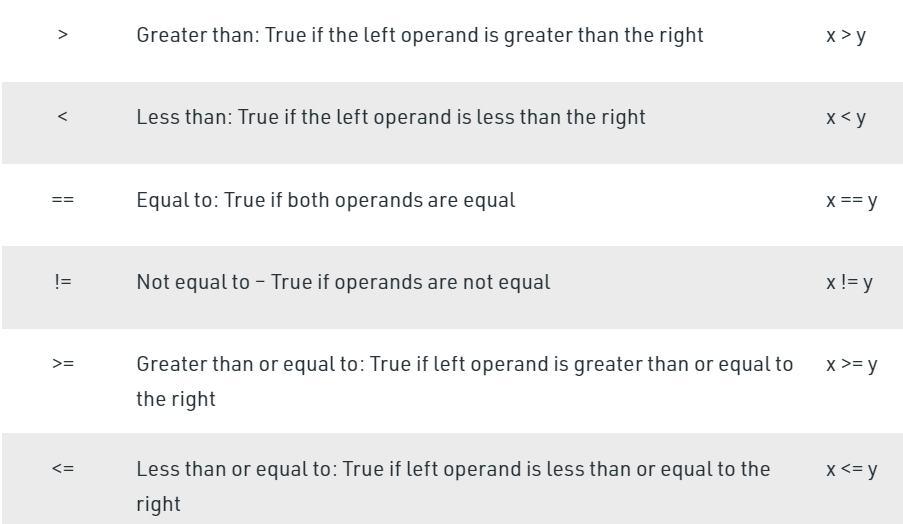 > Greater than: True if the left operand is greater than the right x > y
< Less than: True if the left operand is less than the right x < y
== Equal to: True if both operands are equal x == y
!= Not equal to – True if operands are not equal x != y
>= Greater than or equal to: True if left operand is greater than or equal to x >= y
the right
<= Less than or equal to: True if left operand is less than or equal to the x <= y
right